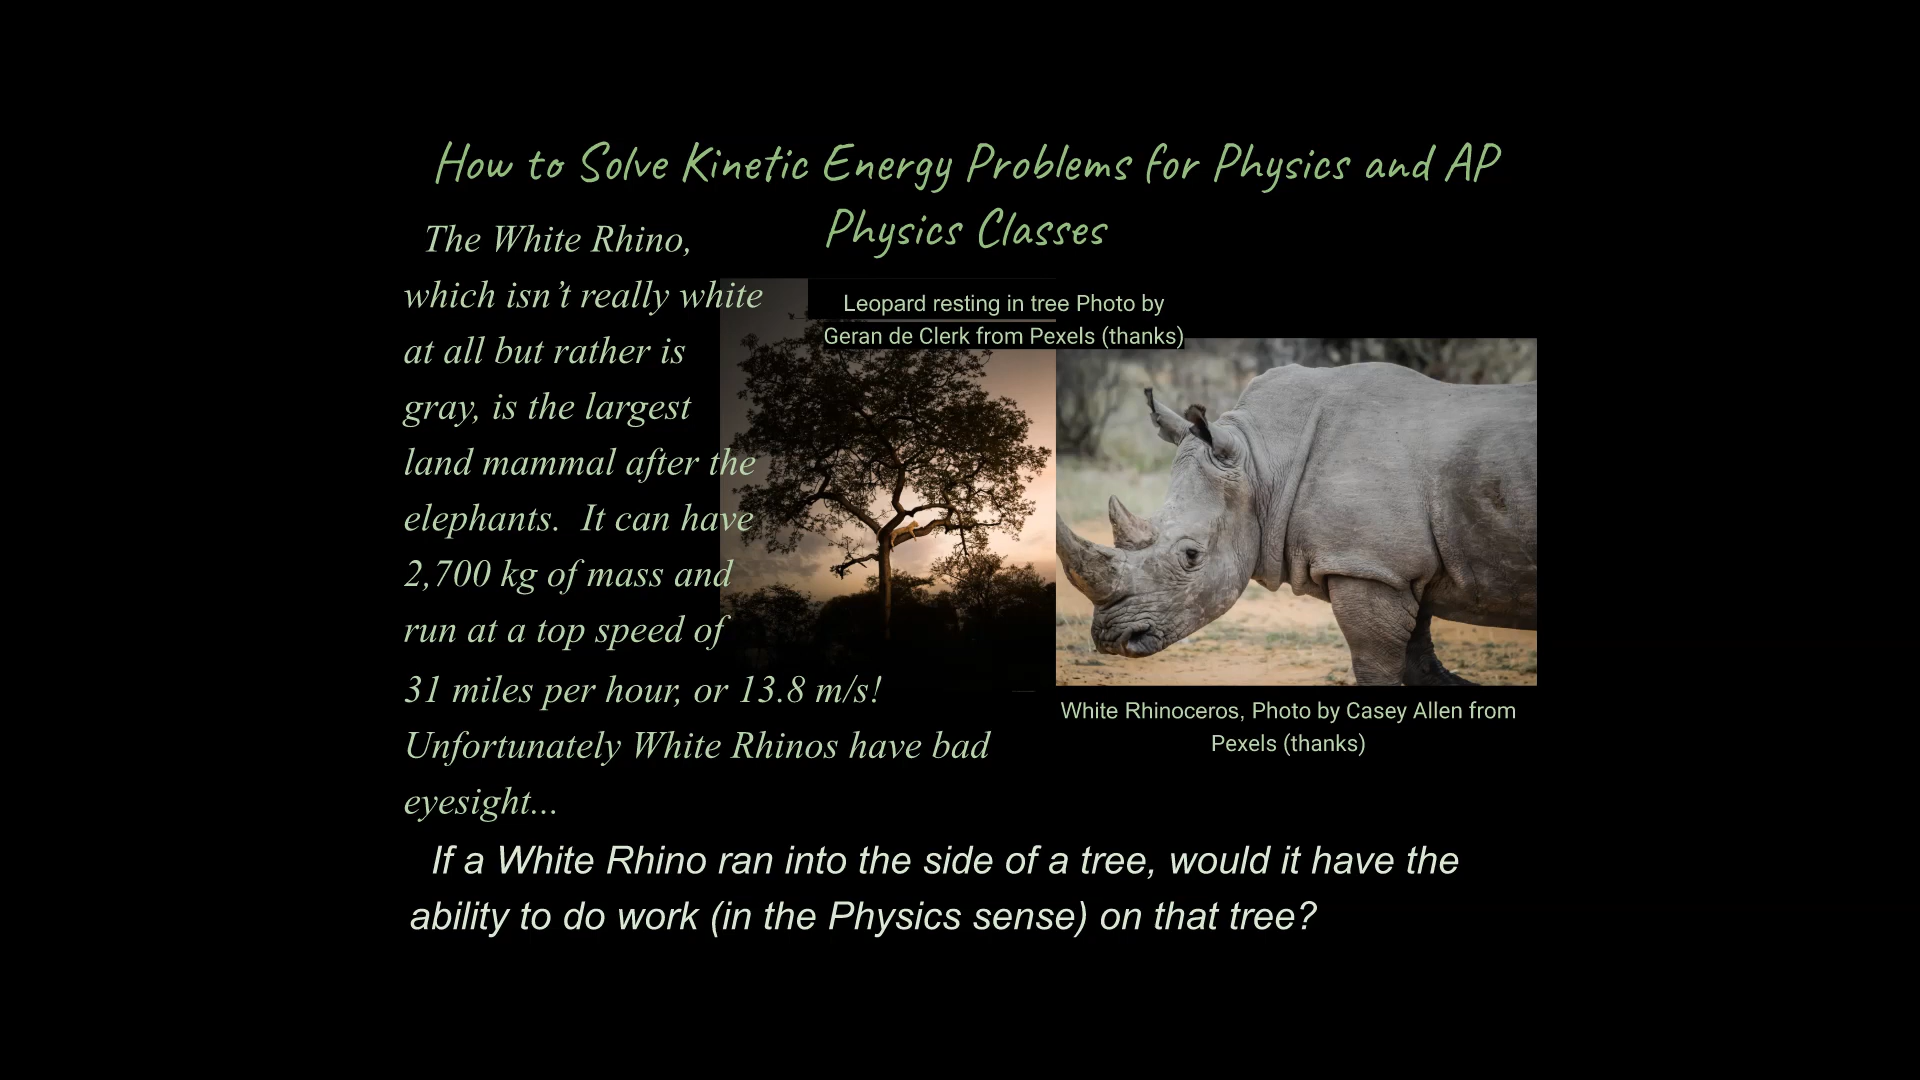 How to Solve Kinetic Energy Problems for Physics and AP
Physics Classes
The White Rhino,
which isn’t really white
at all but rather is
gray, is the largest
land mammal after the
elephants.  It can have
2,700 kg of mass and
run at a top speed of
31 miles per hour, or 13.8 m/s!
Unfortunately White Rhinos have bad
eyesight...
Leopard resting in tree Photo by
Geran de Clerk from Pexels (thanks)
White Rhinoceros, Photo by Casey Allen from
Pexels (thanks)
If a White Rhino ran into the side of a tree, would it have the
ability to do work (in the Physics sense) on that tree?